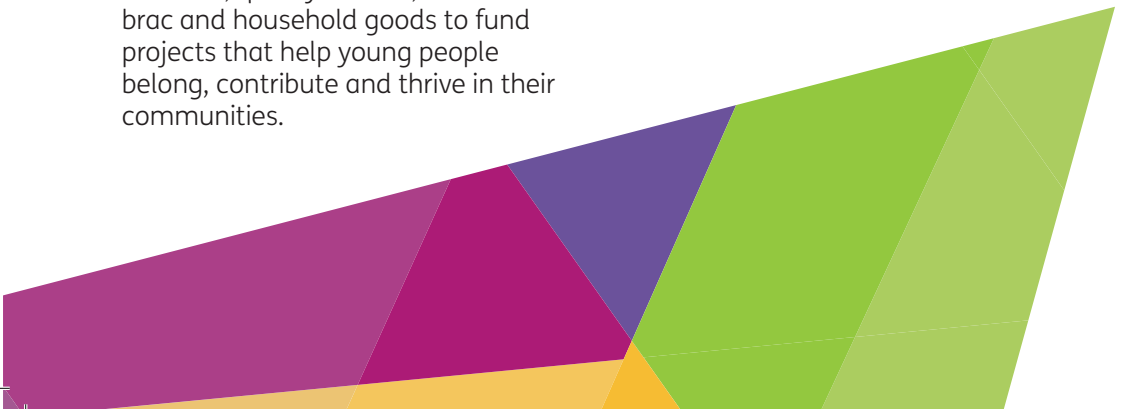 brac and household goods to fund
projects that help young people
belong, contribute and thrive in their
communities.